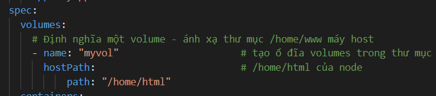 spec:
volumes:
# Định nghĩa một volume - ánh xạ thư mục /home/www máy host
- name: "myvol" # tạo ổ đĩa volumes trong thư mục
hostPath: # /home/html của node
path: "/home/html"
containers: